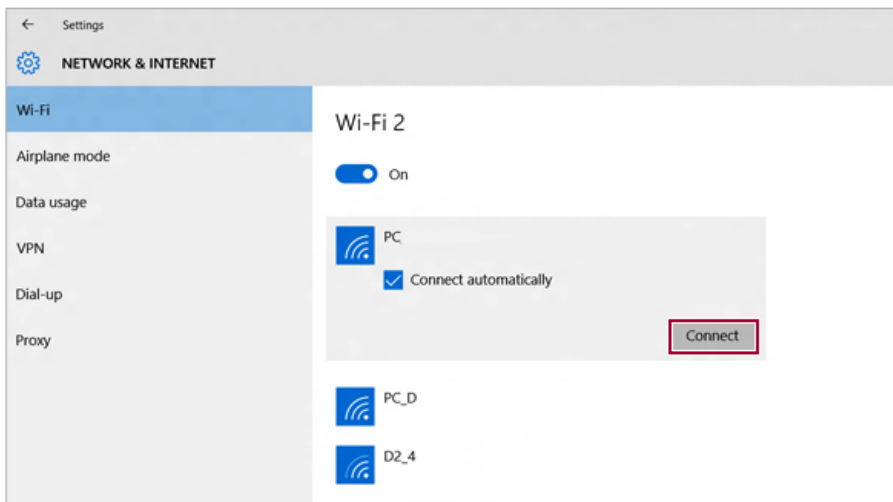 Settings
NETWORK & INTERNET
Wi-Fi
Airplane mode
Data usage
VPN
Dial-up
Proxy
Wi-Fi 2
On
PC
Connect automatically
Connect
PC_D
D2_4